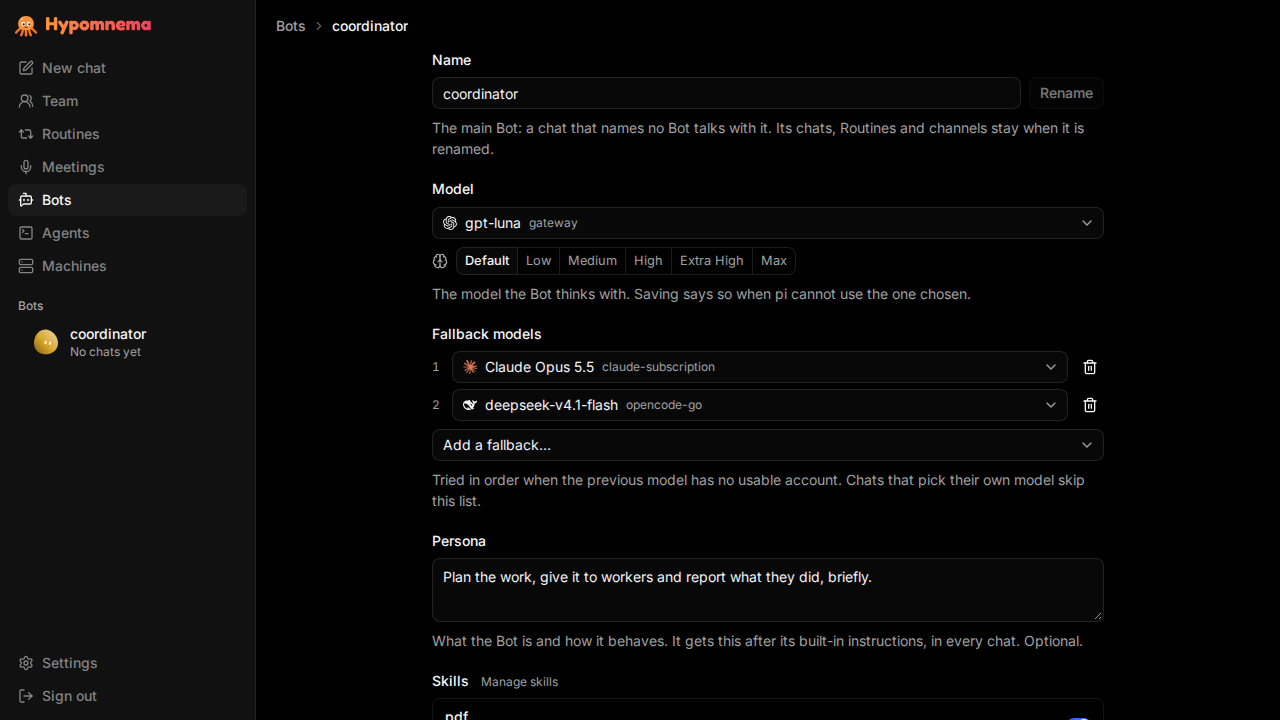 Hypomnema
New chat
Team
Routines
Meetings
Bots
Agents
Machines
Bots
coordinator
No chats yet
Settings
Sign out
Bots > coordinator
Name
coordinator
Rename
The main Bot: a chat that names no Bot talks with it. Its chats, Routines and channels stay when it is
renamed.
Model
gpt-luna gateway
Default Low Medium High Extra High Max
The model the Bot thinks with. Saving says so when pi cannot use the one chosen.
Fallback models
1 Claude Opus 5.5 claude-subscription
2 deepseek-v4.1-flash opencode-go
Add a fallback...
Tried in order when the previous model has no usable account. Chats that pick their own model skip
this list.
Persona
Plan the work, give it to workers and report what they did, briefly.
What the Bot is and how it behaves. It gets this after its built-in instructions, in every chat. Optional.
Skills Manage skills
pdf